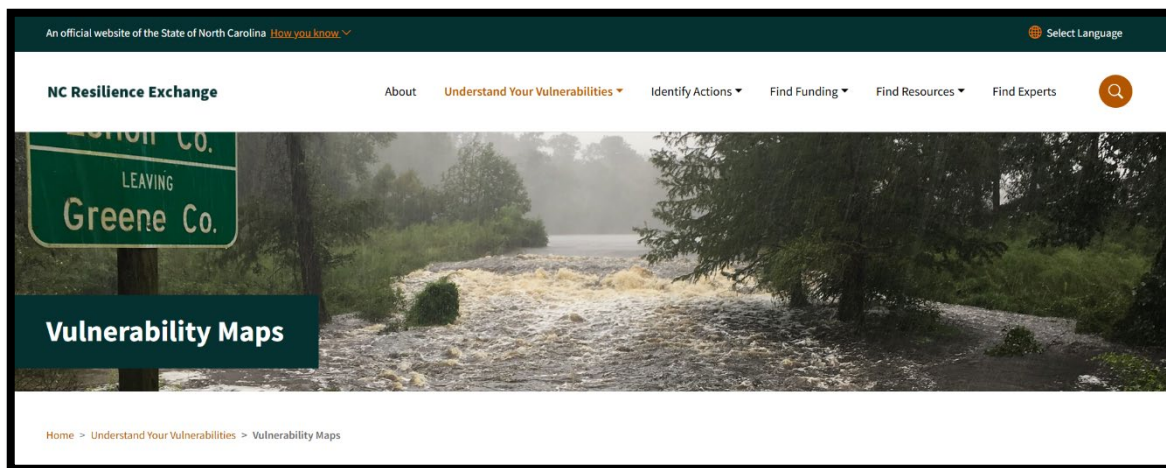 An official website of the State of North Carolina How you know
Select Language
NC Resilience Exchange
About Understand Your Vulnerabilities Identify Actions Find Funding Find Resources Find Experts
Co.
LEAVING
Greene Co.
Vulnerability Maps
Home > Understand Your Vulnerabilities > Vulnerability Maps